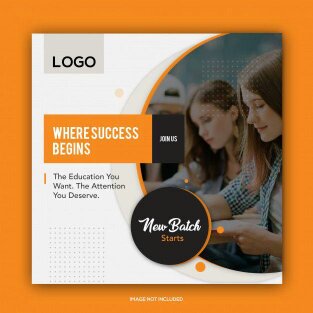 LOGO
WHERE SUCCESS
BEGINS
JOIN US
The Education You
Want. The Attention
You Deserve.
New Batch
Starts
IMAGE NOT INCLUDED